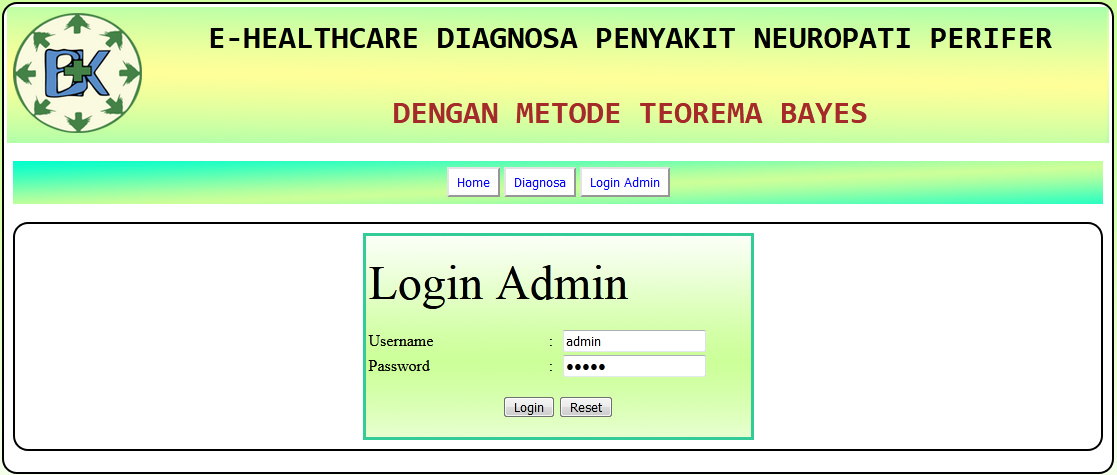 E-HEALTHCARE DIAGNOSA PENYAKIT NEUROPATI PERIFER
DENGAN METODE TEOREMA BAYES
Home Diagnosa Login Admin
Login Admin
Username : admin
Password : •••••
Login Reset